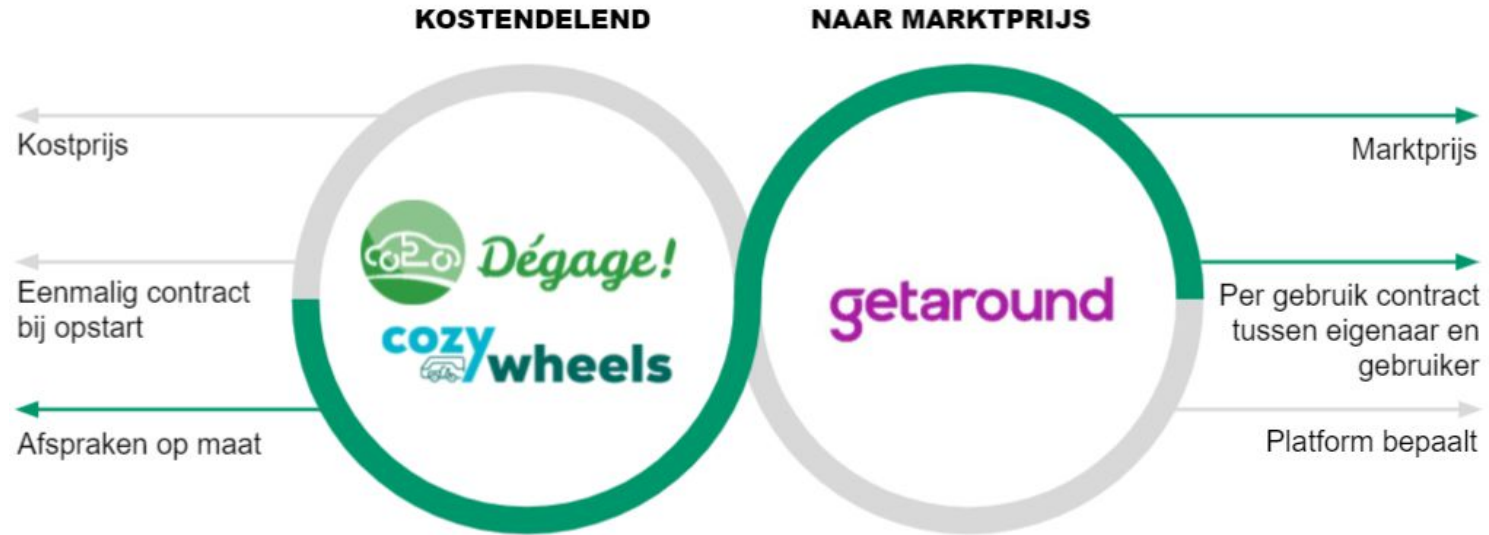 KOSTENDELEND
NAAR MARKTPRIJS
Kostprijs
Eenmalig contract
bij opstart
Afspraken op maat
Dégage!
cozy
wheels
getaround
Marktprijs
Per gebruik contract
tussen eigenaar en
gebruiker
Platform bepaalt